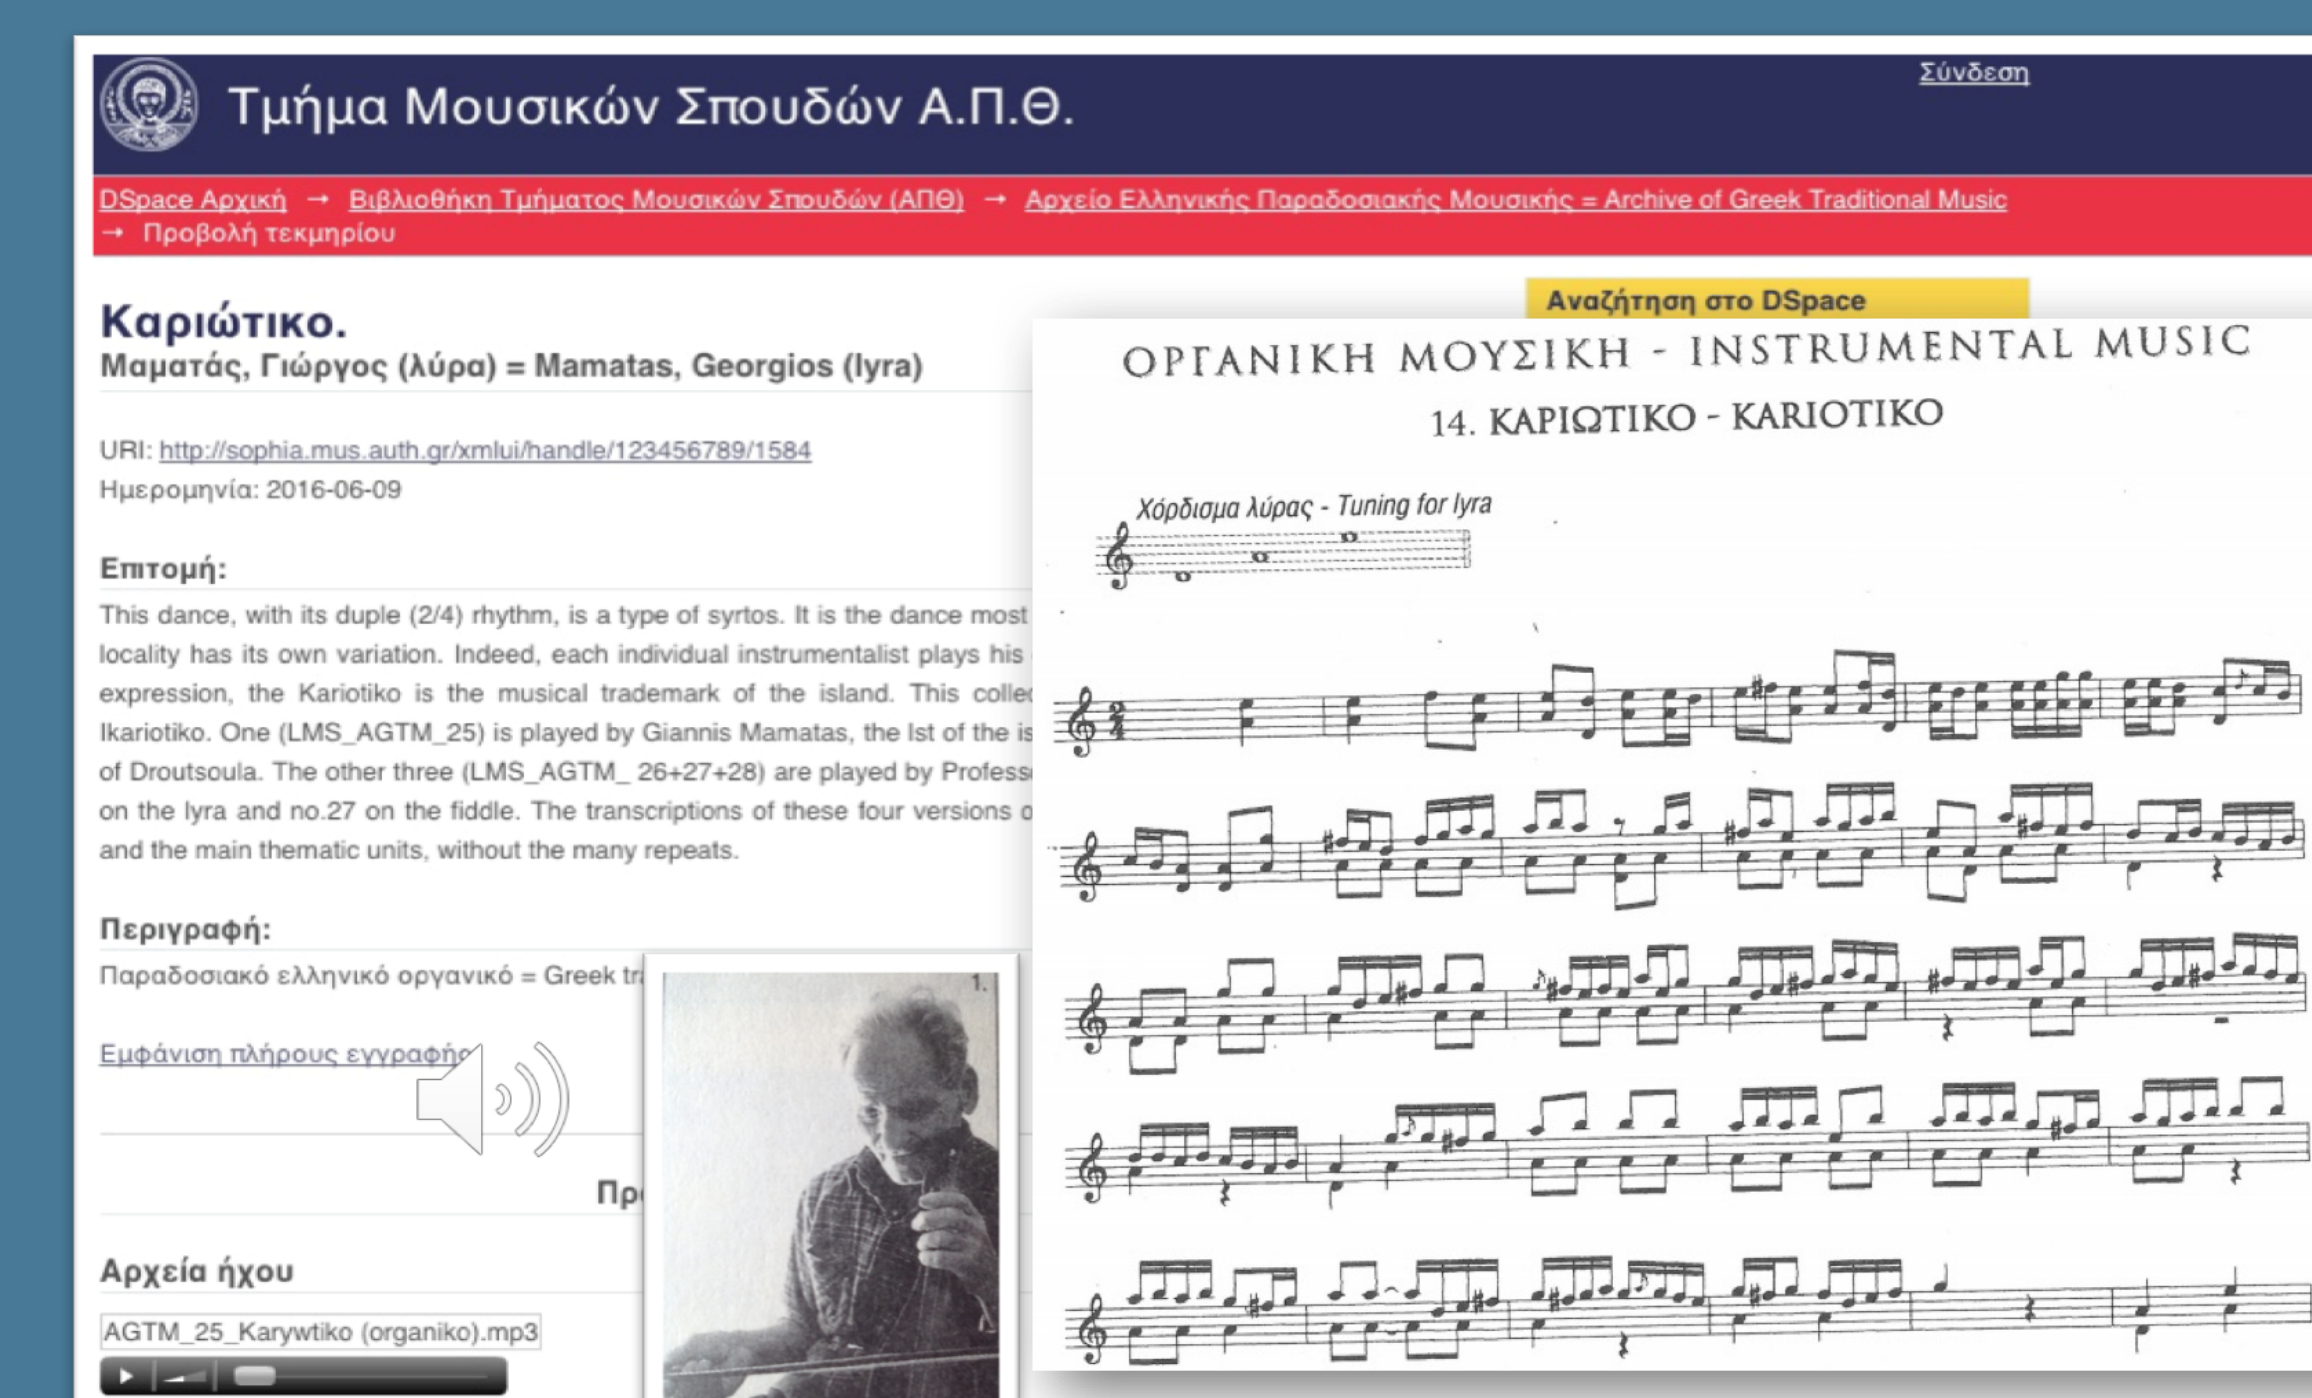 Σύνδεση
Τμήμα Μουσικών Σπουδών Α.Π.Θ.
DSpace Αρχική → Βιβλιοθήκη Τμήματος Μουσικών Σπουδών (ΑΠΘ) → Αρχείο Ελληνικής Παραδοσιακής Μουσικής = Archive of Greek Traditional Music
→ Προβολή τεκμηρίου
Καριώτικο.
Μαματάς, Γιώργος (λύρα) = Mamatas, Georgios (lyra)
URI: http://sophia.mus.auth.gr/xmlui/handle/123456789/1584
Ημερομηνία: 2016-06-09
Επιτομή:
This dance, with its duple (2/4) rhythm, is a type of syrtos. It is the dance most
locality has its own variation. Indeed, each individual instrumentalist plays his
expression, the Kariotiko is the musical trademark of the island. This colle
Ikariotiko. One (LMS_AGTM_25) is played by Giannis Mamatas, the Ist of the is
of Droutsoula. The other three (LMS_AGTM_ 26+27+28) are played by Profess
on the lyra and no.27 on the fiddle. The transcriptions of these four versions o
and the main thematic units, without the many repeats.
Περιγραφή:
Παραδοσιακό ελληνικό οργανικό = Greek tr
Εμφάνιση πλήρους εγγραφής
Πρ
Αρχεία ήχου
AGTM_25_Karywtiko (organiko).mp3
1.
Αναζήτηση στο DSpace
ΟΡΓΑΝΙΚΗ ΜΟΥΣΙΚΗ - INSTRUMENTAL MUSIC
14. ΚΑΡΙΩΤΙΚΟ - KARIOTIKO
Χόρδισμα λύρας - Tuning for lyra
2
4